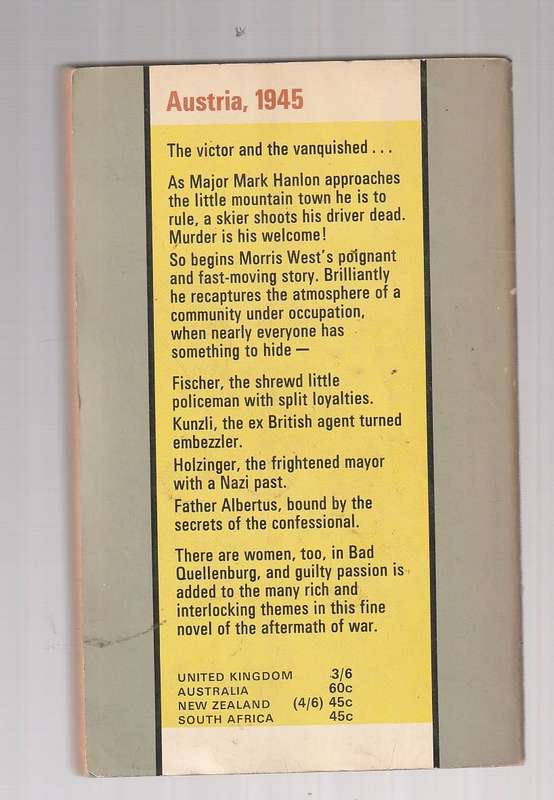 Austria, 1945
The victor and the vanquished . . .
As Major Mark Hanlon approaches
the little mountain town he is to
rule, a skier shoots his driver dead.
Murder is his welcome!
So begins Morris West's poignant
and fast-moving story. Brilliantly
he recaptures the atmosphere of a
community under occupation,
when nearly everyone has
something to hide —
Fischer, the shrewd little
policeman with split loyalties.
Kunzli, the ex British agent turned
embezzler.
Holzinger, the frightened mayor
with a Nazi past.
Father Albertus, bound by the
secrets of the confessional.
There are women, too, in Bad
Quellenburg, and guilty passion is
added to the many rich and
interlocking themes in this fine
novel of the aftermath of war.
UNITED KINGDOM 3/6
AUSTRALIA 60c
NEW ZEALAND (4/6) 45c
SOUTH AFRICA 45c